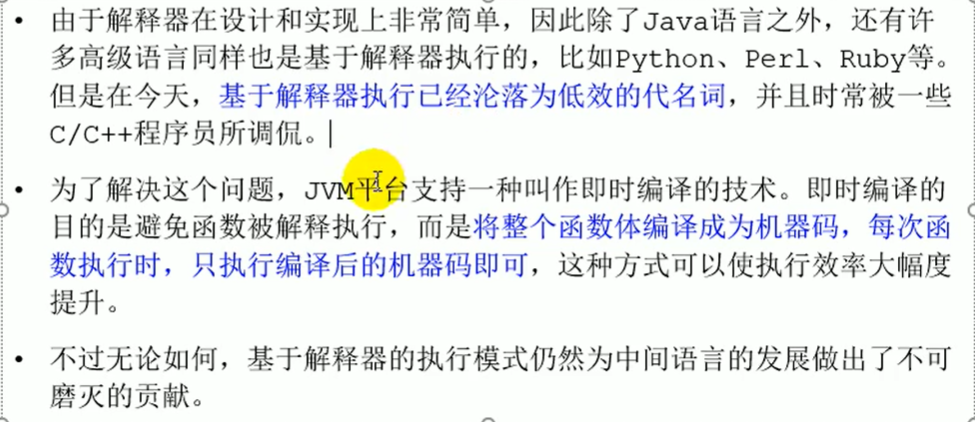 • 由于解释器在设计和实现上非常简单，因此除了Java语言之外，还有许
多高级语言同样也是基于解释器执行的，比如Python、Perl、Ruby等。
但是在今天，基于解释器执行已经沦落为低效的代名词，并且时常被一些
C/C++程序员所调侃。
• 为了解决这个问题，JVM平台支持一种叫作即时编译的技术。即时编译的
目的是避免函数被解释执行，而是将整个函数体编译成为机器码，每次函
数执行时，只执行编译后的机器码即可，这种方式可以使执行效率大幅度
提升。
• 不过无论如何，基于解释器的执行模式仍然为中间语言的发展做出了不可
磨灭的贡献。